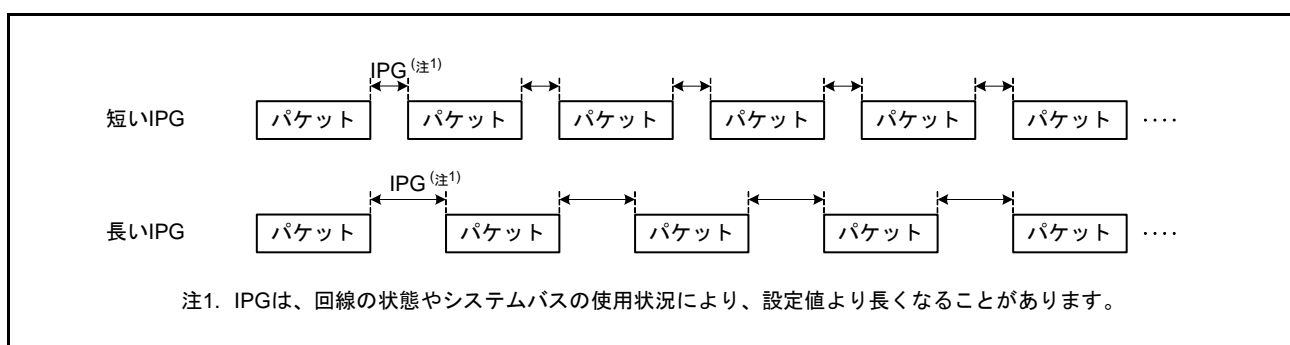 IPG(注1)
短いIPG パケット パケット パケット パケット パケット パケット ····
IPG(注1)
長いIPG パケット パケット パケット パケット パケット ····
注1. IPGは、回線の状態やシステムバスの使用状況により、設定値より長くなることがあります。